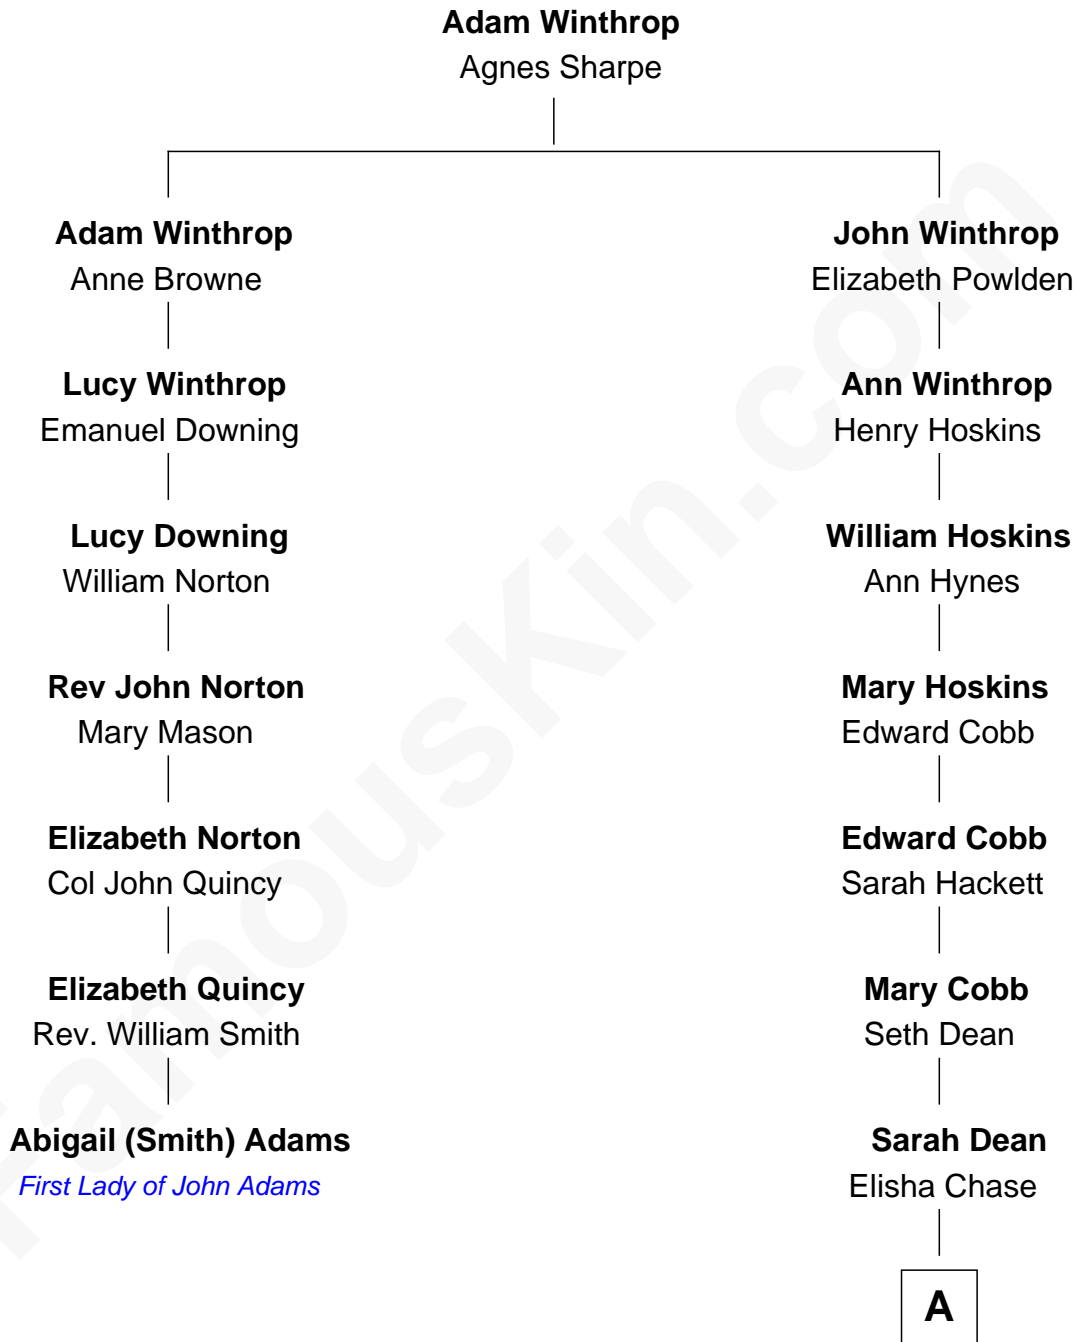 Adam Winthrop
Agnes Sharpe
Adam Winthrop
Anne Browne
Lucy Winthrop
Emanuel Downing
Lucy Downing
William Norton
Rev John Norton
Mary Mason
Elizabeth Norton
Col John Quincy
Elizabeth Quincy
Rev. William Smith
Abigail (Smith) Adams
First Lady of John Adams
John Winthrop
Elizabeth Powlden
Ann Winthrop
Henry Hoskins
William Hoskins
Ann Hynes
Mary Hoskins
Edward Cobb
Edward Cobb
Sarah Hackett
Mary Cobb
Seth Dean
Sarah Dean
Elisha Chase
A
FamousKin.com